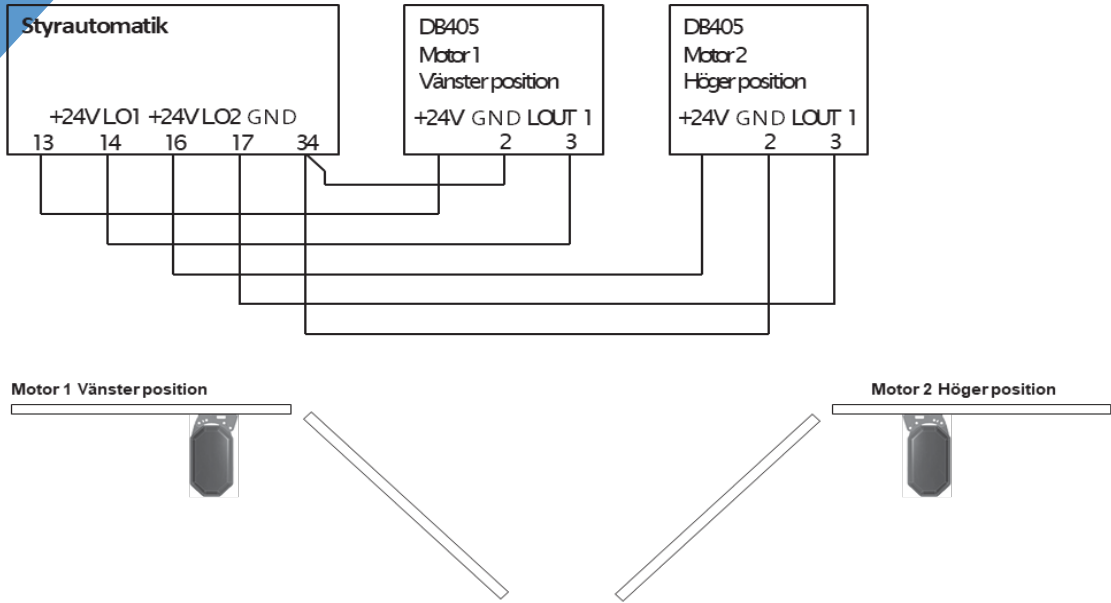 Styrautomatik
+24V LO1 +24V LO2 GND
13 14 16 17 34
DB405
Motor 1
Vänster position
+24V GND LOUT 1
2 3
DB405
Motor 2
Höger position
+24V GND LOUT 1
2 3
Motor 1 Vänster position
Motor 2 Höger position